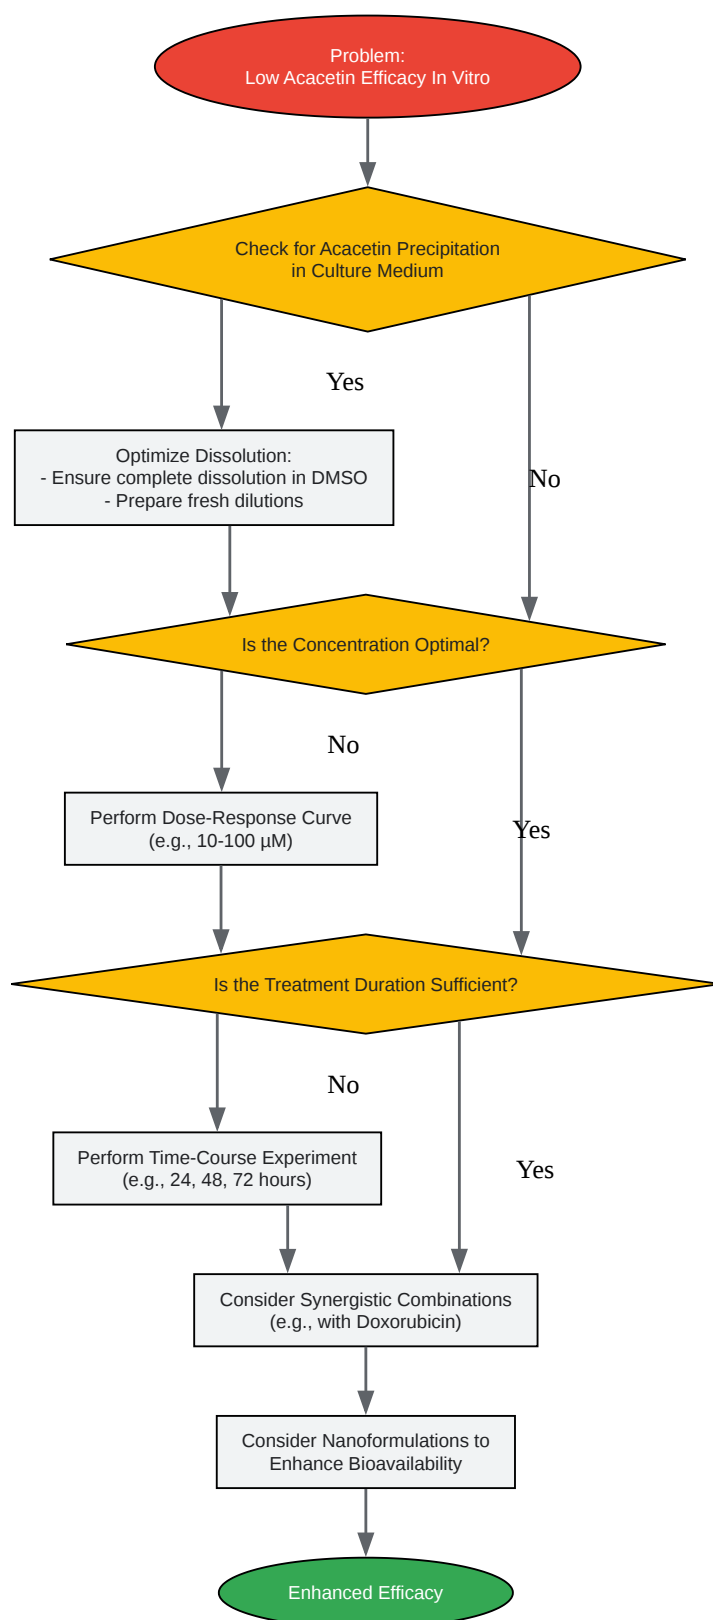 Problem:
Low Acacetin Efficacy In Vitro
Check for Acacetin Precipitation
in Culture Medium
Yes
Optimize Dissolution:
- Ensure complete dissolution in DMSO
- Prepare fresh dilutions
No
Is the Concentration Optimal?
No
Perform Dose-Response Curve
(e.g., 10-100 µM)
Yes
Is the Treatment Duration Sufficient?
No
Perform Time-Course Experiment
(e.g., 24, 48, 72 hours)
Yes
Consider Synergistic Combinations
(e.g., with Doxorubicin)
Consider Nanoformulations to
Enhance Bioavailability
Enhanced Efficacy